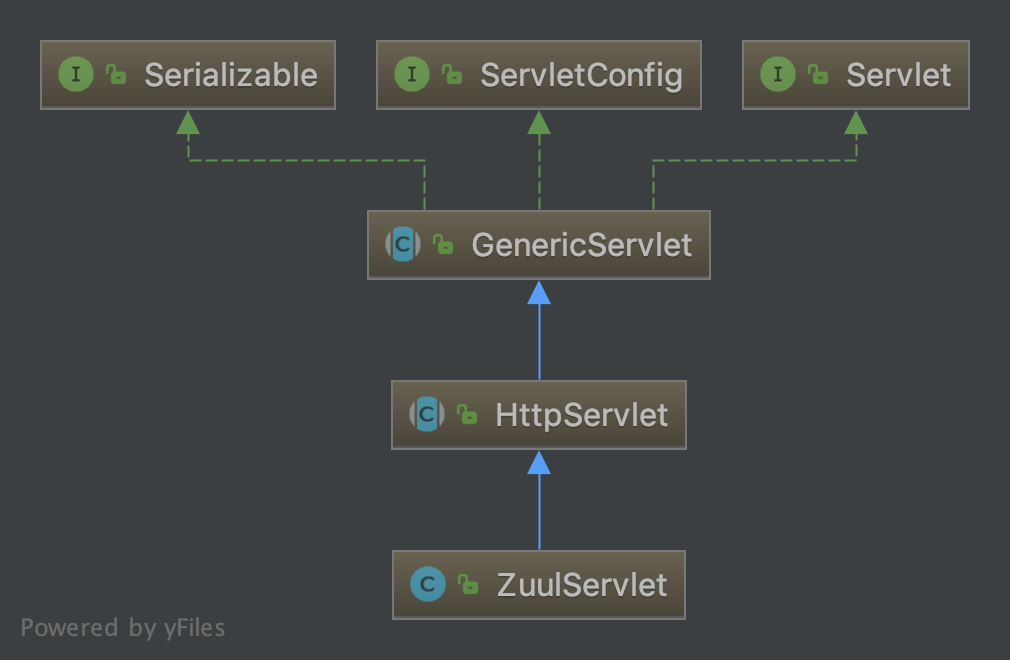 I Serializable
I ServletConfig
I Servlet
C GenericServlet
C HttpServlet
C ZuulServlet
Powered by yFiles